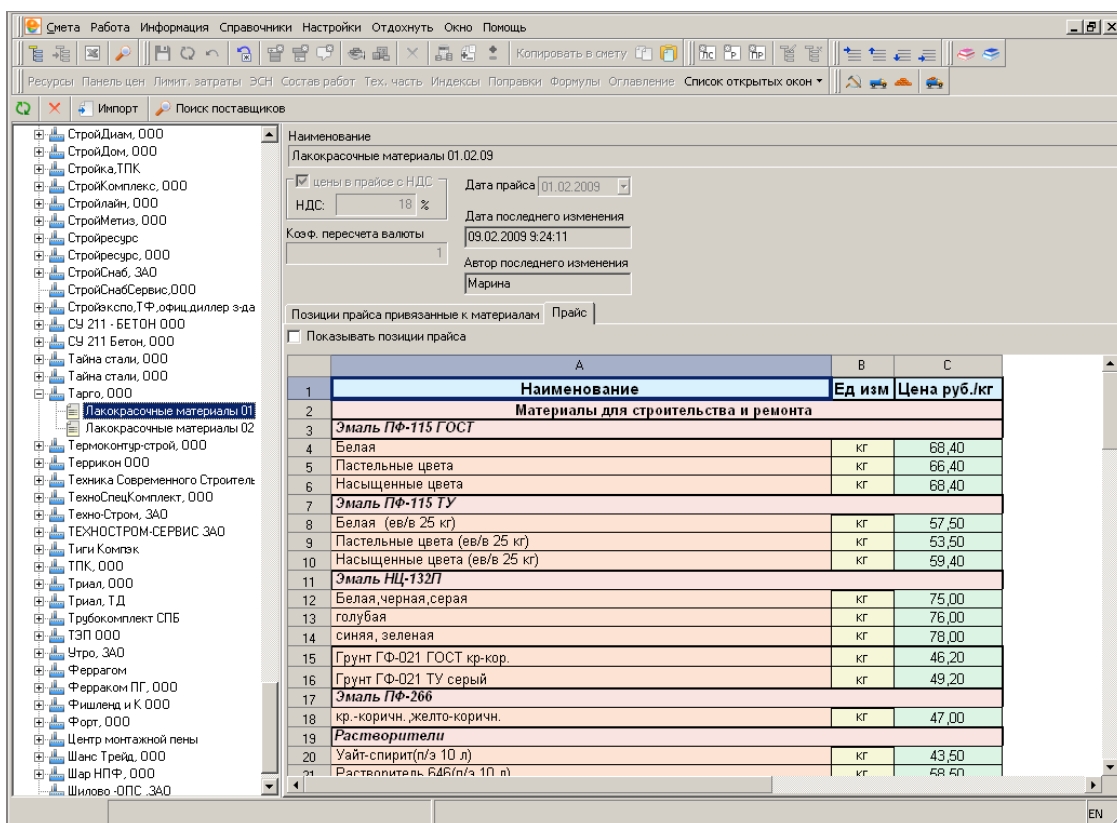 Смета Работа Информация Справочники Настройки Отдохнуть Окно Помощь
Копировать в смету
Ресурсы Панель цен Лимит. затраты ЭСН Состав работ Тех. часть Индексы Поправки Формулы Оглавление Список открытых окон
Импорт Поиск поставщиков
СтройДиам, ООО
СтройДом, ООО
Стройка,ТПК
СтройКомплекс, ООО
Стройлайн, ООО
СтройМетиз, ООО
Стройресурс
Стройресурс, ООО
СтройСнаб, ЗАО
СтройСнабСервис,ООО
Стройэкспо,ТФ,офиц.диллер з-да
СУ 211 - БЕТОН ООО
СУ 211 Бетон, ООО
Тайна стали, ООО
Тайна стали, ООО
Тарго, ООО
Лакокрасочные материалы 01
Лакокрасочные материалы 02
Термоконтур-строй, ООО
Террикон ООО
Техника Современного Строитель
ТехноСпецКомплект, ООО
Техно-Стром, ЗАО
ТЕХНОСТРОМ-СЕРВИС ЗАО
Тиги Компэк
ТПК, ООО
Триал, ООО
Триал, ТД
Трубокомплект СПБ
ТЭП ООО
Утро, ЗАО
Феррагом
Ферраком ПГ, ООО
Фишленд и К ООО
Форт, ООО
Центр монтажной пены
Шанс Трейд, ООО
Шар НПФ, ООО
Шилово -ОПС ,ЗАО
Наименование
Лакокрасочные материалы 01.02.09
цены в прайсе с НДС
НДС: 18 %
Коэф. пересчета валюты
1
Дата прайса 01.02.2009
Дата последнего изменения
09.02.2009 9:24:11
Автор последнего изменения
Марина
Позиции прайса привязанные к материалам Прайс
Показывать позиции прайса
A B C
1 Наименование Ед изм Цена руб./кг
2 Материалы для строительства и ремонта
3 Эмаль ПФ-115 ГОСТ
4 Белая кг 68,40
5 Пастельные цвета кг 66,40
6 Насыщенные цвета кг 68,40
7 Эмаль ПФ-115 ТУ
8 Белая (ев/в 25 кг) кг 57,50
9 Пастельные цвета (ев/в 25 кг) кг 53,50
10 Насыщенные цвета (ев/в 25 кг) кг 59,40
11 Эмаль НЦ-132П
12 Белая,черная,серая кг 75,00
13 голубая кг 76,00
14 синяя, зеленая кг 78,00
15 Грунт ГФ-021 ГОСТ кр-кор. кг 46,20
16 Грунт ГФ-021 ТУ серый кг 49,20
17 Эмаль ПФ-266
18 кр.-коричн.,желто-коричн. кг 47,00
19 Растворители
20 Уайт-спирит(п/э 10 л) кг 43,50
21 Растворитель 646(п/э 10 л) кг 58,50
EN